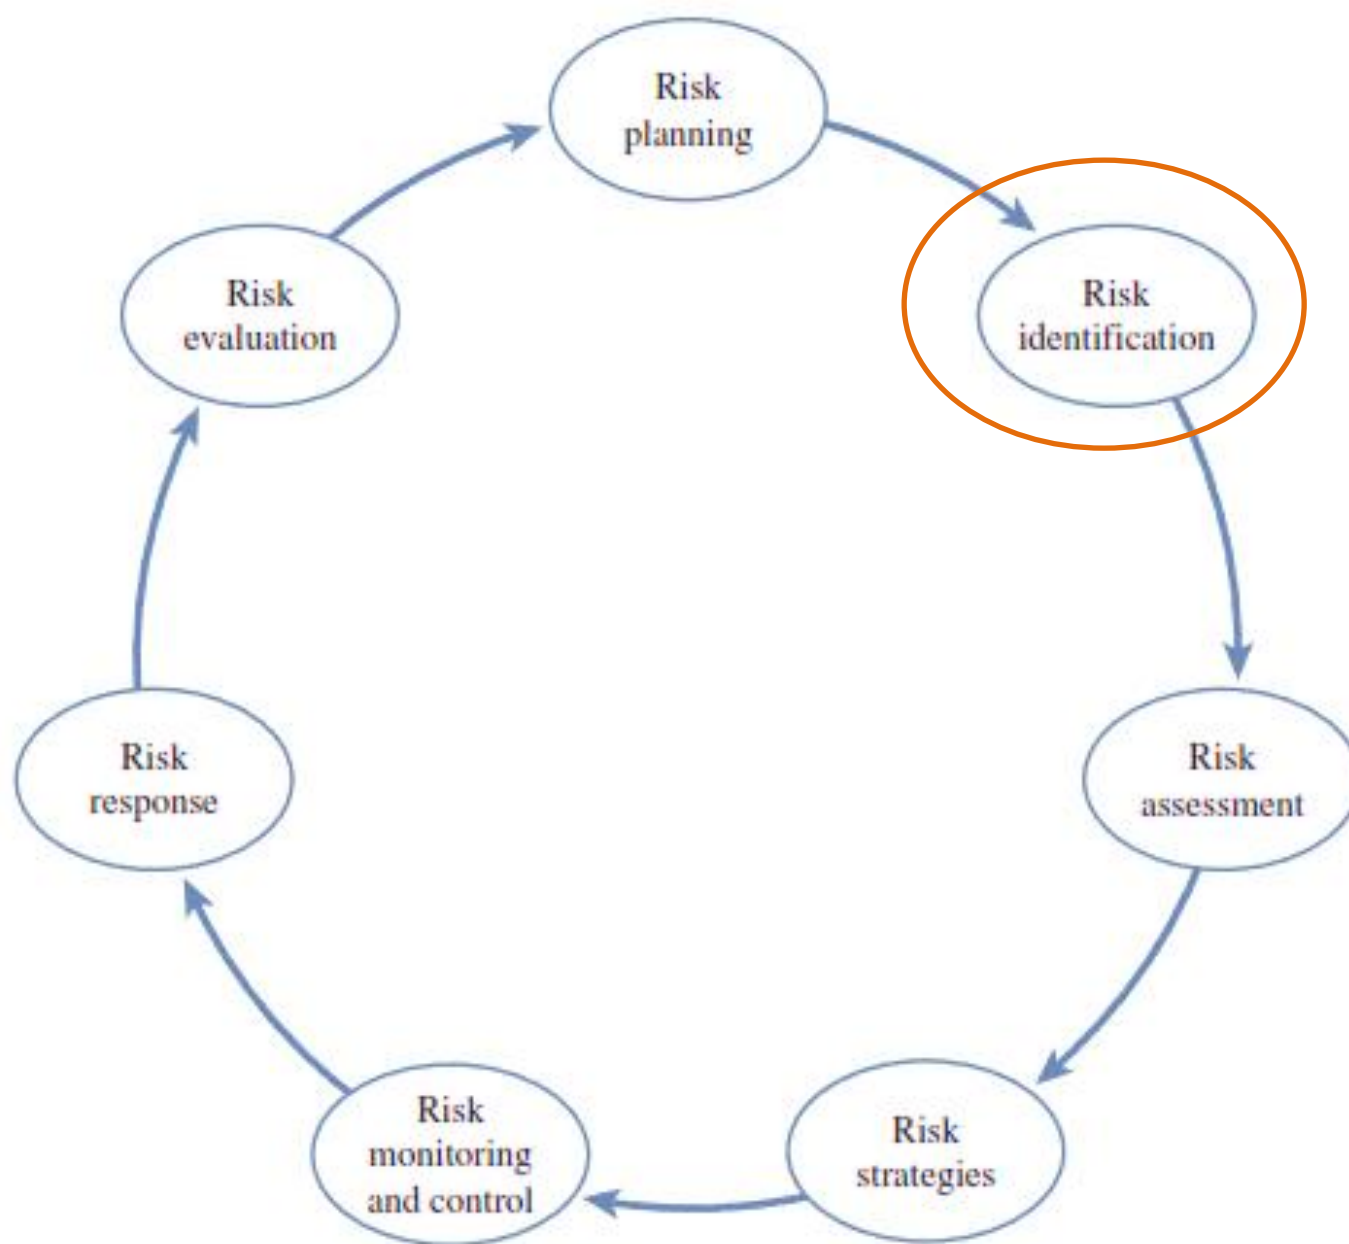 Risk
planning
Risk
identification
Risk
assessment
Risk
strategies
Risk
monitoring
and control
Risk
response
Risk
evaluation